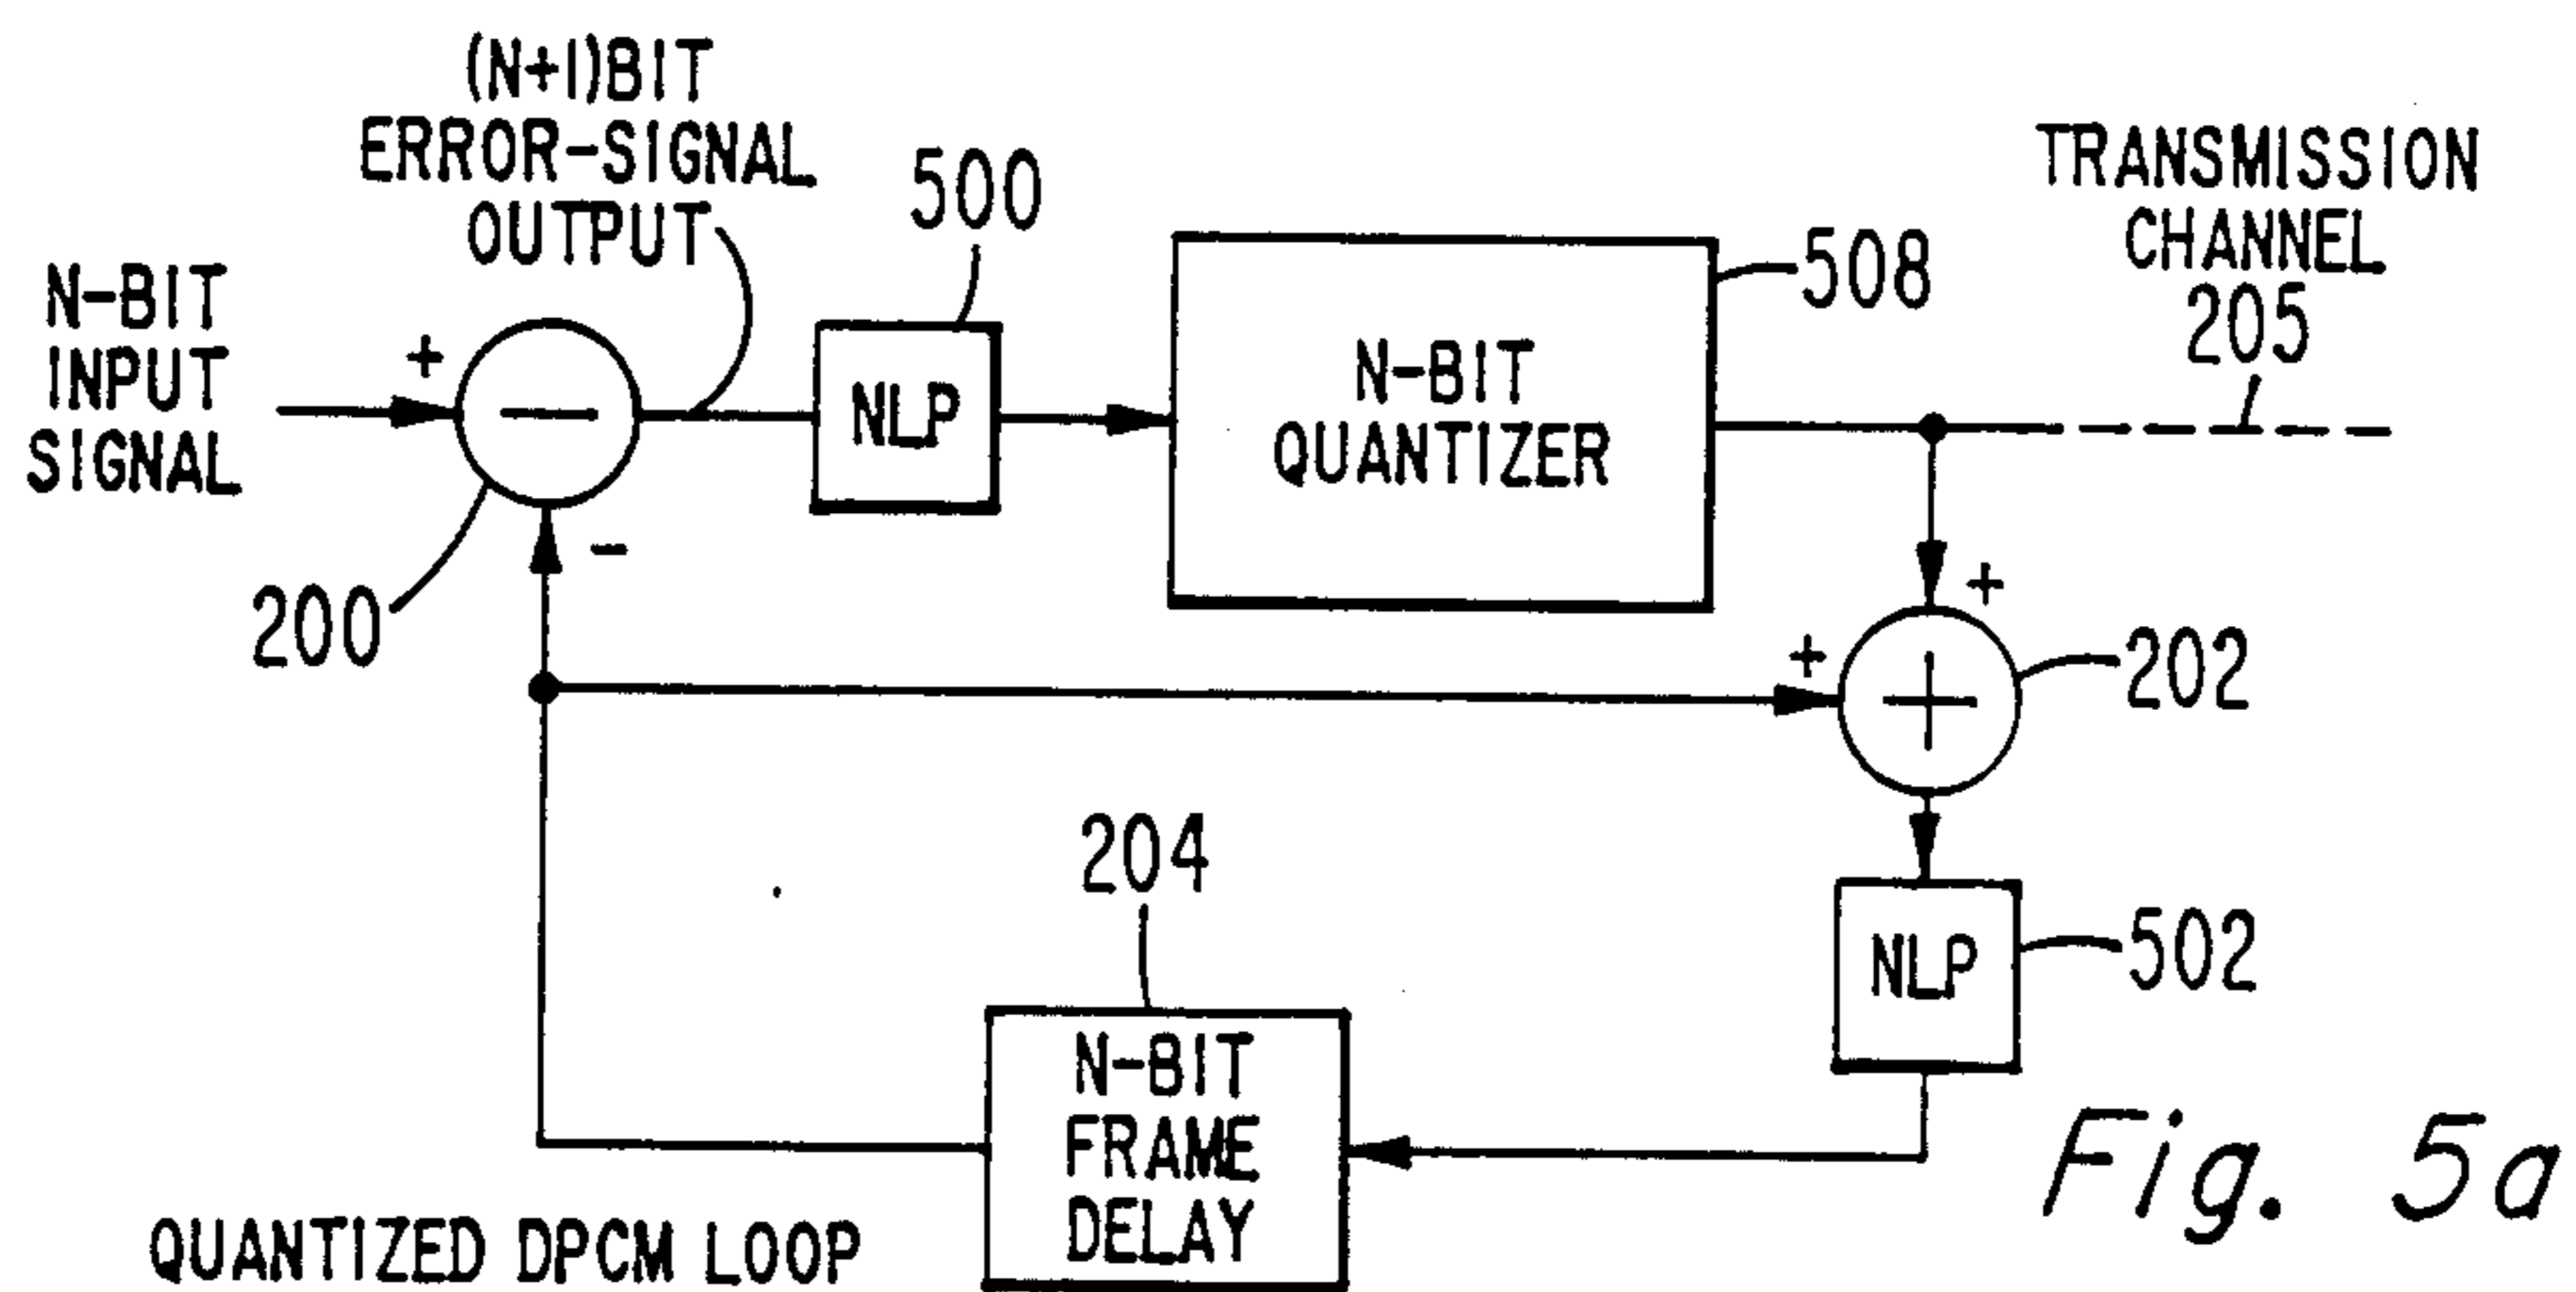 (N+1)BIT
ERROR-SIGNAL
OUTPUT
500
TRANSMISSION
CHANNEL
205
508
N-BIT
INPUT
SIGNAL
+
−
NLP
N-BIT
QUANTIZER
200
-
+
+
+
202
204
NLP
502
N-BIT
FRAME
DELAY
QUANTIZED DPCM LOOP
Fig. 5a